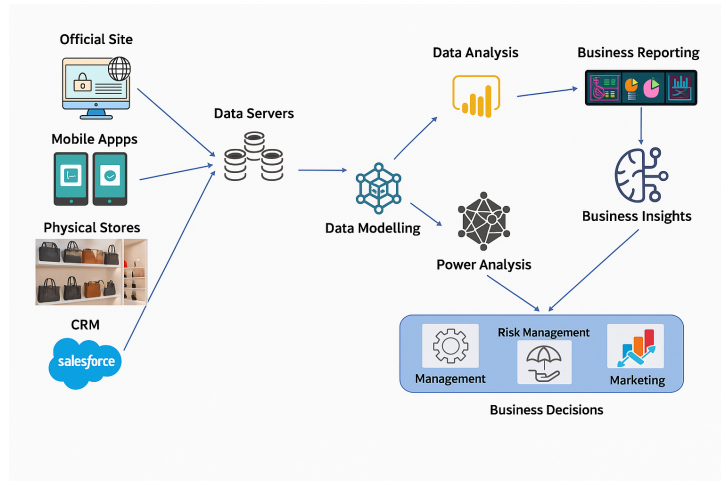 Official Site
Mobile Appps
Physical Stores
CRM
salesforce
Data Servers
Data Modelling
Data Analysis
Power Analysis
Business Reporting
Business Insights
Management
Risk Management
Marketing
Business Decisions